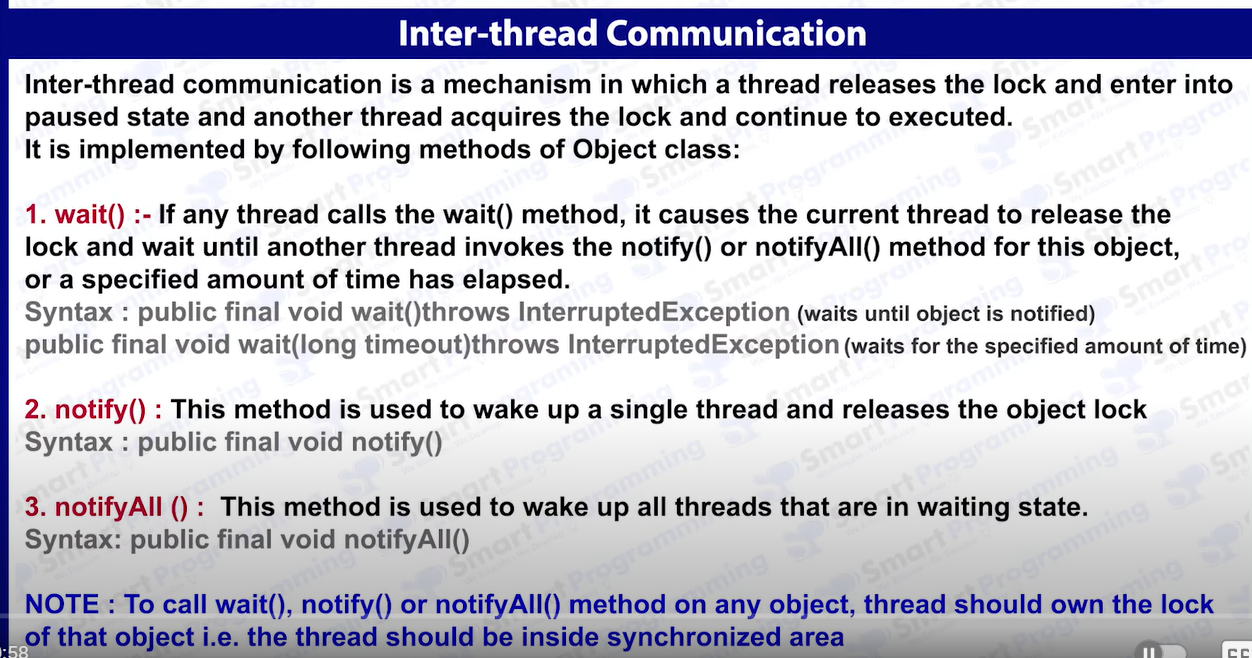 Inter-thread Communication
Inter-thread communication is a mechanism in which a thread releases the lock and enter into
paused state and another thread acquires the lock and continue to executed.
It is implemented by following methods of Object class:
1. wait() :- If any thread calls the wait() method, it causes the current thread to release the
lock and wait until another thread invokes the notify() or notifyAll() method for this object,
or a specified amount of time has elapsed.
Syntax : public final void wait()throws InterruptedException (waits until object is notified)
public final void wait(long timeout)throws InterruptedException (waits for the specified amount of time)
2. notify() : This method is used to wake up a single thread and releases the object lock
Syntax : public final void notify()
3. notifyAll () : This method is used to wake up all threads that are in waiting state.
Syntax: public final void notifyAll()
NOTE : To call wait(), notify() or notifyAll() method on any object, thread should own the lock
of that object i.e. the thread should be inside synchronized area
:58